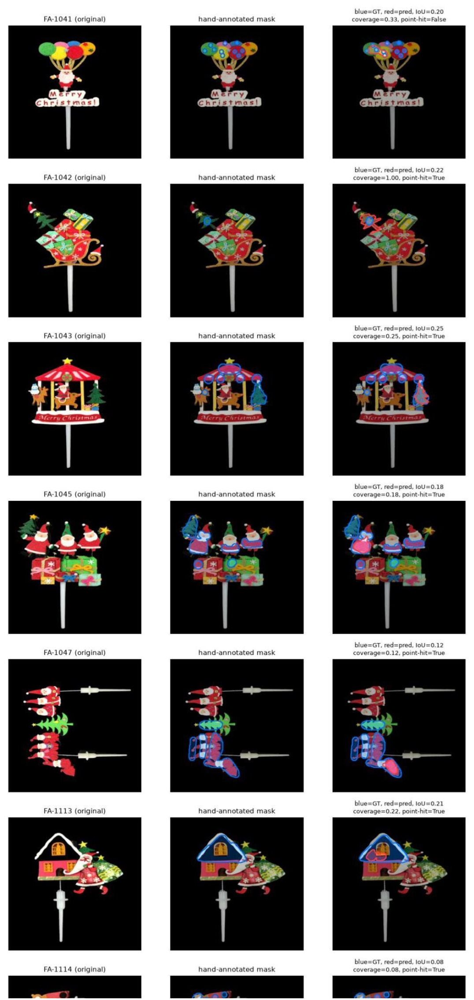 FA-1041 (original)
hand-annotated mask
blue=GT, red=pred, IoU=0.20
coverage=0.33, point-hit=False
Merry
Christmas!
Merry
Christmas!
Merry
Christmas!
FA-1042 (original)
hand-annotated mask
blue=GT, red=pred, IoU=0.22
coverage=1.00, point-hit=True
FA-1043 (original)
hand-annotated mask
blue=GT, red=pred, IoU=0.25
coverage=0.25, point-hit=True
Merry Christmas
Merry Christmas
Merry Christmas
FA-1045 (original)
hand-annotated mask
blue=GT, red=pred, IoU=0.18
coverage=0.18, point-hit=True
FA-1047 (original)
hand-annotated mask
blue=GT, red=pred, IoU=0.12
coverage=0.12, point-hit=True
FA-1113 (original)
hand-annotated mask
blue=GT, red=pred, IoU=0.21
coverage=0.22, point-hit=True
FA-1114 (original)
hand-annotated mask
blue=GT, red=pred, IoU=0.08
coverage=0.08, point-hit=True